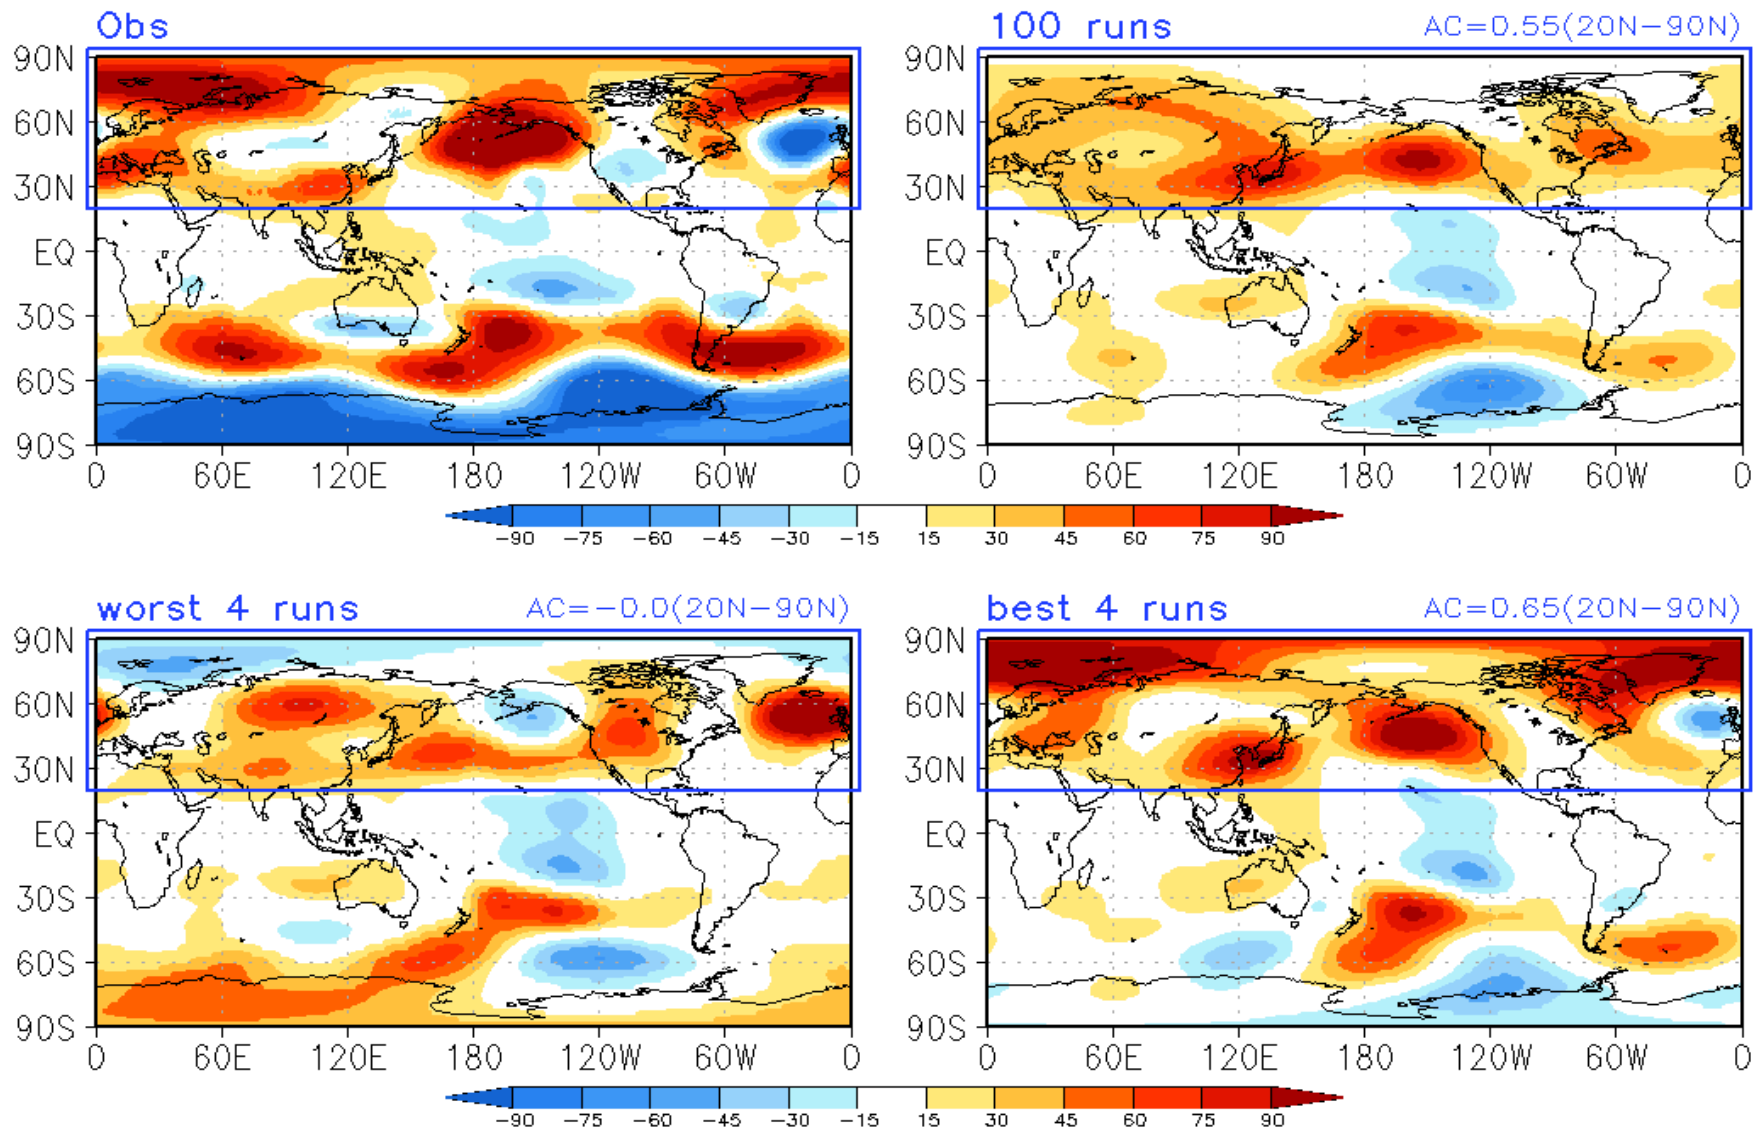 Obs
100 runs AC=0.55(20N-90N)
90N 90N
60N 60N
30N 30N
EQ EQ
30S 30S
60S 60S
90S 90S
0 60E 120E 180 120W 60W 0 0 60E 120E 180 120W 60W 0
-90 -75 -60 -45 -30 -15 15 30 45 60 75 90
worst 4 runs AC=-0.0(20N-90N) best 4 runs AC=0.65(20N-90N)
90N 90N
60N 60N
30N 30N
EQ EQ
30S 30S
60S 60S
90S 90S
0 60E 120E 180 120W 60W 0 0 60E 120E 180 120W 60W 0
-90 -75 -60 -45 -30 -15 15 30 45 60 75 90